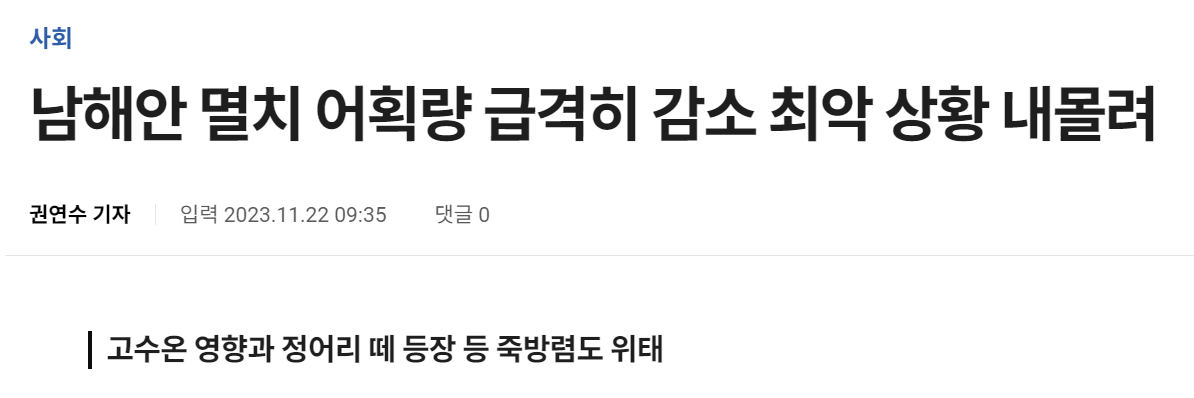 사회
남해안 멸치 어획량 급격히 감소 최악 상황 내몰려
권연수 기자 입력 2023.11.22 09:35 댓글 0
고수온 영향과 정어리 떼 등장 등 죽방렴도 위태